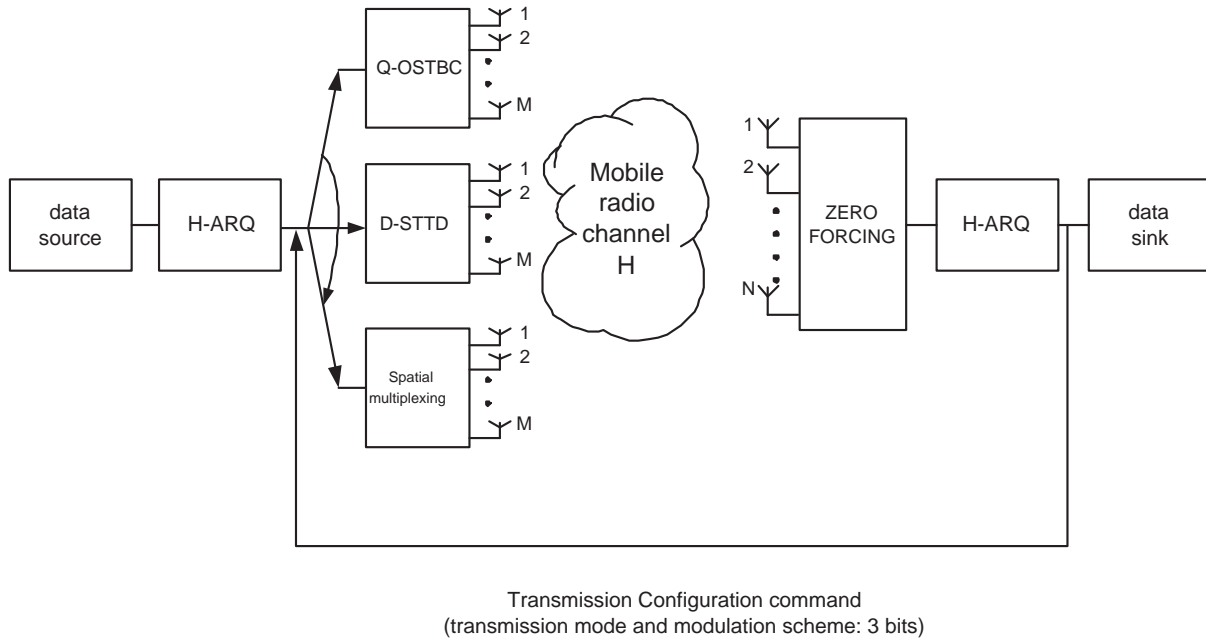 Q-OSTBC
1
2
M
data
source
H-ARQ
D-STTD
1
2
M
Spatial
multiplexing
1
2
M
Mobile
radio
channel
H
1
2
N
ZERO
FORCING
H-ARQ
data
sink
Transmission Configuration command
(transmission mode and modulation scheme: 3 bits)